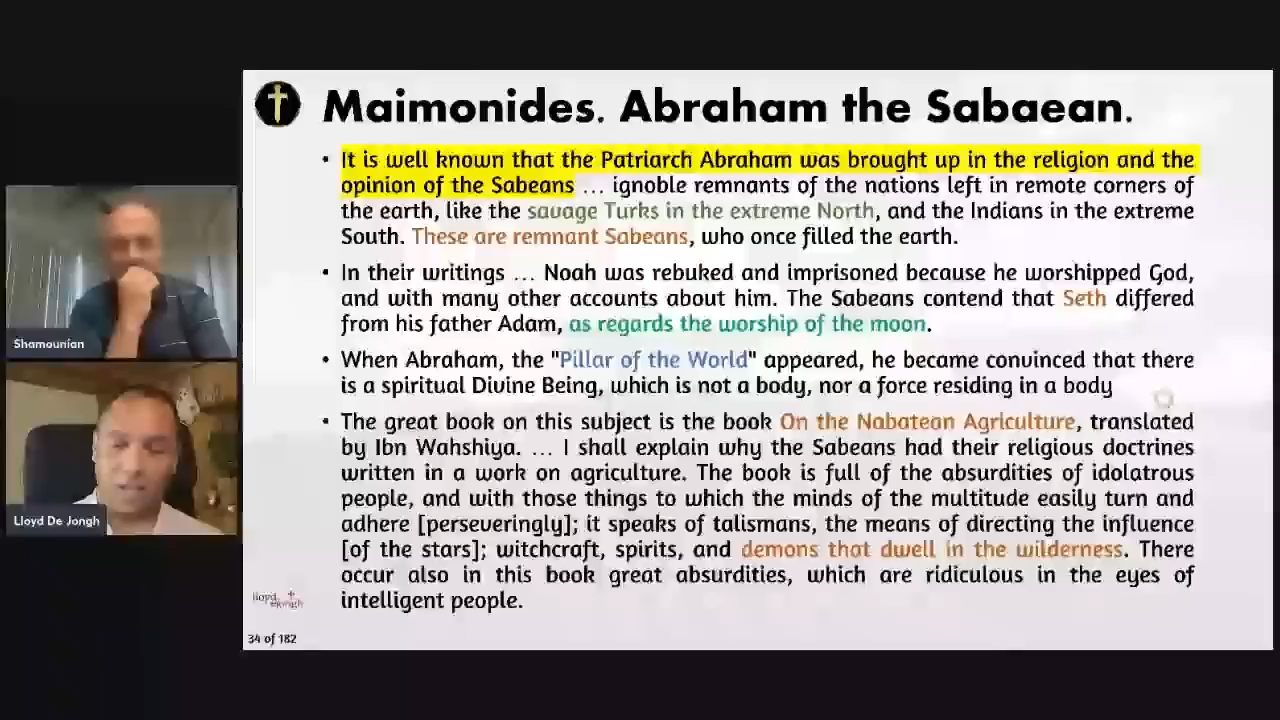 Maimonides. Abraham the Sabaean.
• It is well known that the Patriarch Abraham was brought up in the religion and the
opinion of the Sabeans ... ignoble remnants of the nations left in remote corners of
the earth, like the savage Turks in the extreme North, and the Indians in the extreme
South. These are remnant Sabeans, who once filled the earth.
• In their writings ... Noah was rebuked and imprisoned because he worshipped God,
and with many other accounts about him. The Sabeans contend that Seth differed
from his father Adam, as regards the worship of the moon.
• When Abraham, the "Pillar of the World" appeared, he became convinced that there
is a spiritual Divine Being, which is not a body, nor a force residing in a body
• The great book on this subject is the book On the Nabatean Agriculture, translated
by Ibn Wahshiya. ... I shall explain why the Sabeans had their religious doctrines
written in a work on agriculture. The book is full of the absurdities of idolatrous
people, and with those things to which the minds of the multitude easily turn and
adhere [perseveringly]; it speaks of talismans, the means of directing the influence
[of the stars]; witchcraft, spirits, and demons that dwell in the wilderness. There
occur also in this book great absurdities, which are ridiculous in the eyes of
intelligent people.
34 of 182
Shamounian
Lloyd De Jongh
lloyd